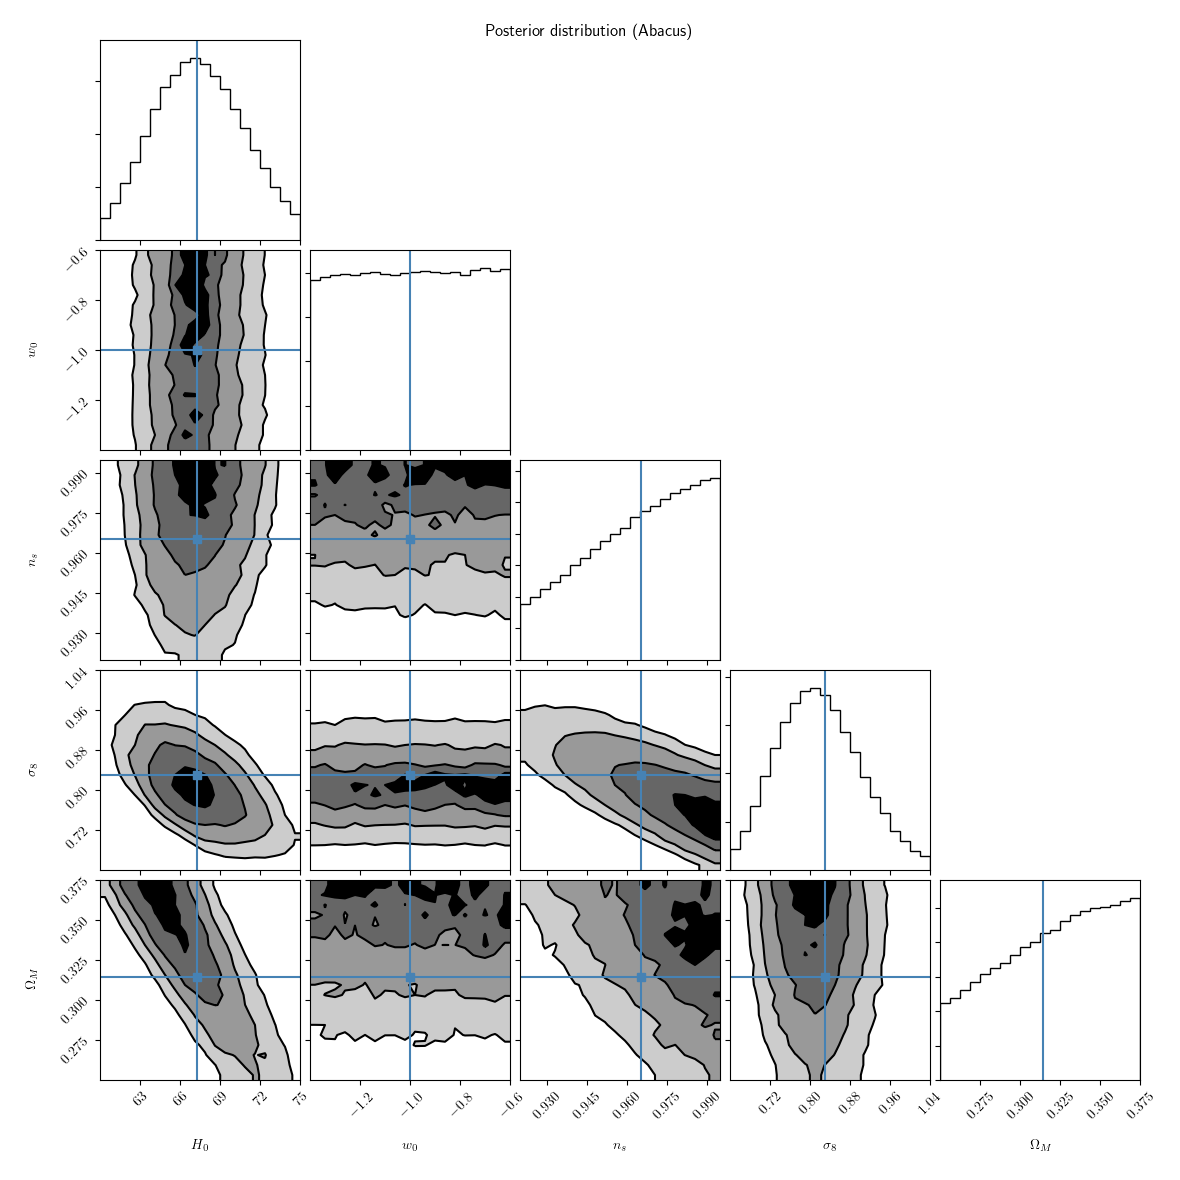 Posterior distribution (Abacus)
−0.6
−0.8
−1.0
−1.2
w₀
0.990
0.975
0.960
0.945
0.930
nₛ
1.04
0.96
0.88
0.80
0.72
σ₈
0.375
0.350
0.325
0.300
0.275
Ω_M
63 66 69 72 75
−1.2 −1.0 −0.8 −0.6
0.930 0.945 0.960 0.975 0.990
0.72 0.80 0.88 0.96 1.04
0.275 0.300 0.325 0.350 0.375
H₀ w₀ nₛ σ₈ Ω_M